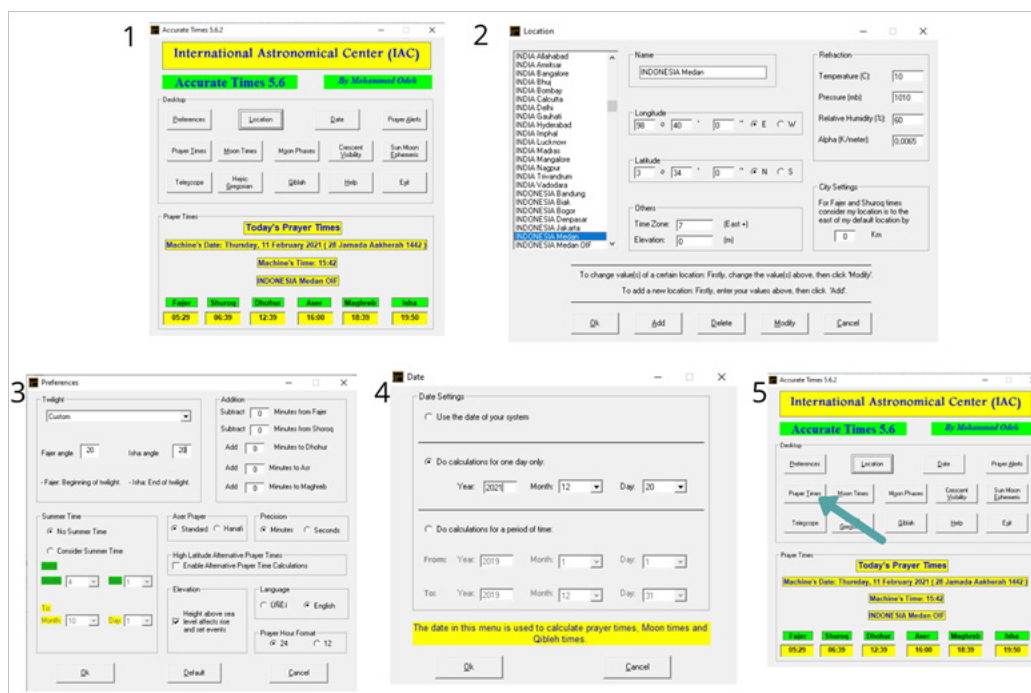 1
Accurate Times 5.6.2
International Astronomical Center (IAC)
Accurate Times 5.6
By Mohammad Odeh
Desktop
Preferences
Location
Date
Prayer Alerts
Prayer Times
Moon Times
Moon Phases
Crescent Visibility
Sun Moon Ephemeris
Telescope
Hejric Gregorian
Qiblah
Help
Exit
Prayer Times
Today's Prayer Times
Machine's Date: Thursday, 11 February 2021 ( 28 Jamada Aakherah 1442 )
Machine's Time: 15:42
INDONESIA Medan OIF
Fajer Shuroq Dhohur Aser Maghreb Isha
05:29 06:39 12:39 16:00 18:39 19:50
2
Location
INDIA Allahabad
INDIA Amritsar
INDIA Bangalore
INDIA Bhuj
INDIA Bombay
INDIA Calcutta
INDIA Delhi
INDIA Gauhati
INDIA Hyderabad
INDIA Imphal
INDIA Lucknow
INDIA Madras
INDIA Mangalore
INDIA Nagpur
INDIA Trivandrum
INDIA Vadodara
INDONESIA Bandung
INDONESIA Biak
INDONESIA Bogor
INDONESIA Denpasar
INDONESIA Jakarta
INDONESIA Medan
INDONESIA Medan OIF
Name
INDONESIA Medan
Longitude
98 o 40 ' 0 " E W
Latitude
3 o 34 ' 0 " N S
Others
Time Zone: 7 (East +)
Elevation: 0 (m)
Refraction
Temperature (C): 10
Pressure (mb): 1010
Relative Humidity (%): 60
Alpha (K/meter): 0,0065
City Settings
For Fajer and Shuroq times
consider my location is to the
east of my default location by
0 Km
To change value(s) of a certain location: Firstly, change the value(s) above, then click 'Modify'.
To add a new location: Firstly, enter your values above, then click 'Add'.
Ok Add Delete Modify Cancel
3
Preferences
Twilight
Custom
Fajer angle 20 Isha angle 20
- Fajer: Beginning of twilight. - Isha: End of twilight.
Addition
Subtract 0 Minutes from Fajer
Subtract 0 Minutes from Shoroq
Add 0 Minutes to Dhohur
Add 0 Minutes to Asr
Add 0 Minutes to Maghreb
Summer Time
No Summer Time
Consider Summer Time
4 1
To:
Month: 10 Day: 1
Aser Prayer
Standard Hanafi
Precision
Minutes Seconds
High Latitude Alternative Prayer Times
Enable Alternative Prayer Time Calculations
Elevation
Height above sea
level affects rise
and set events
Language
English
Prayer Hour Format
24 12
Ok Default Cancel
4
Date
Date Settings
Use the date of your system
Do calculations for one day only:
Year: 2021 Month: 12 Day: 20
Do calculations for a period of time:
From: Year: 2019 Month: 1 Day: 1
To: Year: 2019 Month: 12 Day: 31
The date in this menu is used to calculate prayer times, Moon times and
Qibleh times.
Ok Cancel
5
Accurate Times 5.6.2
International Astronomical Center (IAC)
Accurate Times 5.6
By Mohammad Odeh
Desktop
Preferences
Location
Date
Prayer Alerts
Prayer Times
Moon Times
Moon Phases
Crescent Visibility
Sun Moon Ephemeris
Telescope
Gregorian
Qiblah
Help
Exit
Prayer Times
Today's Prayer Times
Machine's Date: Thursday, 11 February 2021 ( 28 Jamada Aakherah 1442 )
Machine's Time: 15:42
INDONESIA Medan OIF
Fajer Shuroq Dhohur Aser Maghreb Isha
05:29 06:39 12:39 16:00 18:39 19:50